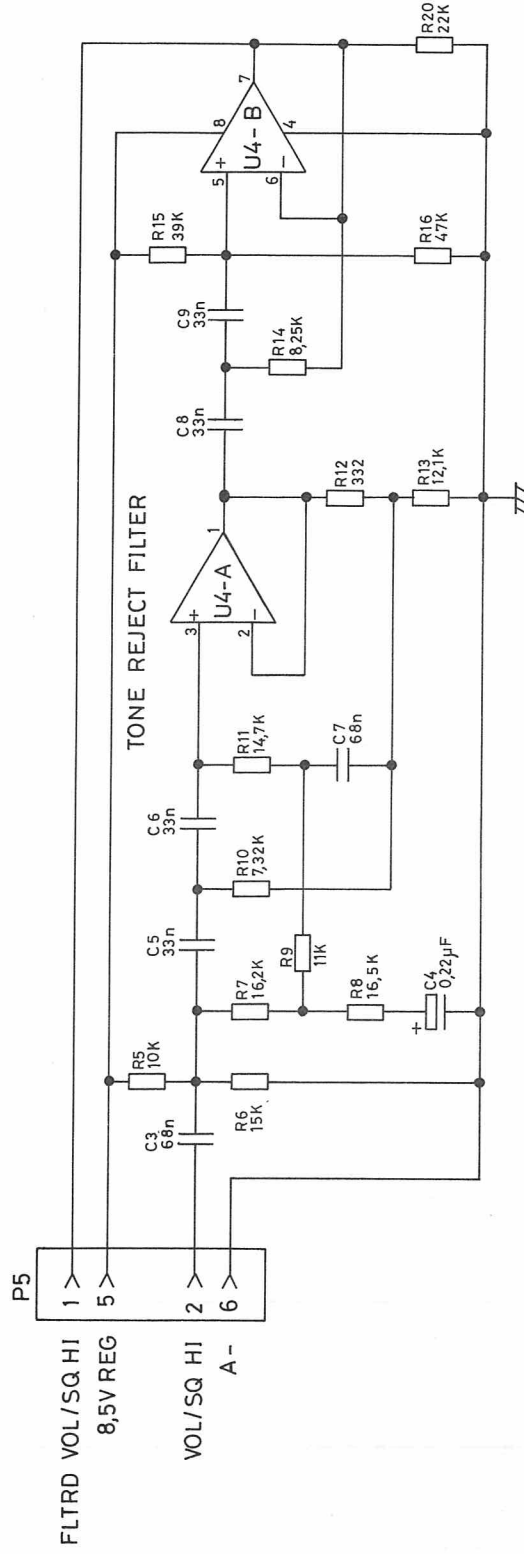 TONE REJECT FILTER
P5
FLTRD VOL/SQ HI
1
8,5V REG
5
VOL/SQ HI
2
A-
6
C3
68n
R5
10K
R6
15K
R7
16,2K
R8
16,5K
+
C4
0,22µF
R9
11K
C5
33n
R10
7,32K
C6
33n
R11
14,7K
C7
68n
3
+
2
-
U4-A
1
R12
332
R13
12,1K
C8
33n
R14
8,25K
C9
33n
R15
39K
R16
47K
5
+
6
-
U4-B
8
4
7
R20
22K